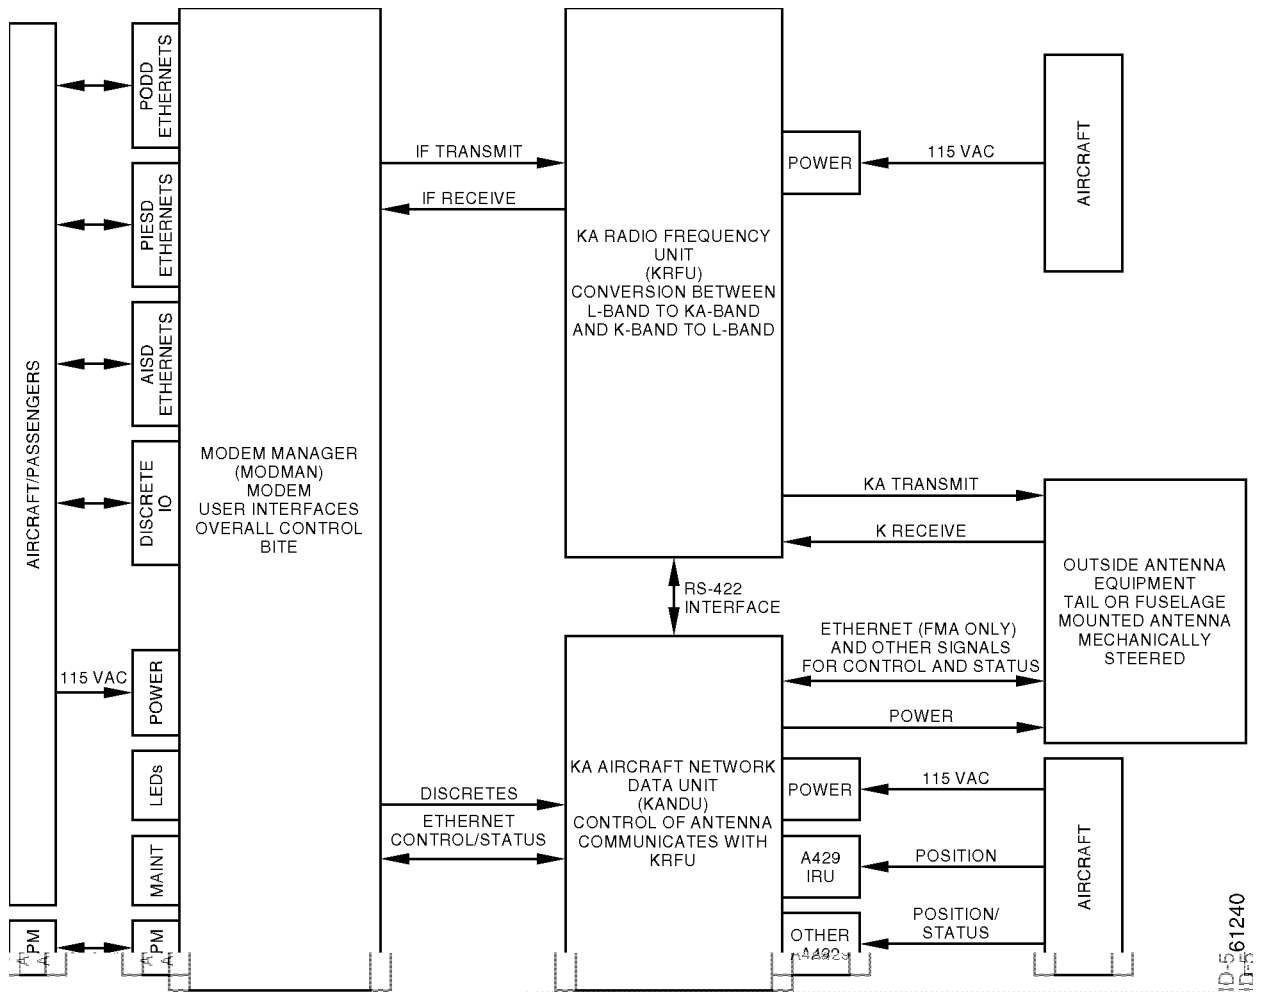 AIRCRAFT/PASSENGERS
PODD
ETHERNETS
PIESD
ETHERNETS
AISD
ETHERNETS
DISCRETE
IO
115 VAC
POWER
LEDs
MAINT
APM
APM
MODEM MANAGER
(MODMAN)
MODEM
USER INTERFACES
OVERALL CONTROL
BITE
IF TRANSMIT
IF RECEIVE
KA RADIO FREQUENCY
UNIT
(KRFU)
CONVERSION BETWEEN
L-BAND TO KA-BAND
AND K-BAND TO L-BAND
POWER
115 VAC
AIRCRAFT
KA TRANSMIT
K RECEIVE
OUTSIDE ANTENNA
EQUIPMENT
TAIL OR FUSELAGE
MOUNTED ANTENNA
MECHANICALLY
STEERED
RS-422
INTERFACE
ETHERNET (FMA ONLY)
AND OTHER SIGNALS
FOR CONTROL AND STATUS
POWER
DISCRETES
ETHERNET
CONTROL/STATUS
KA AIRCRAFT NETWORK
DATA UNIT
(KANDU)
CONTROL OF ANTENNA
COMMUNICATES WITH
KRFU
POWER
115 VAC
A429
IRU
POSITION
OTHER
POSITION/
STATUS
AIRCRAFT
ID-561240